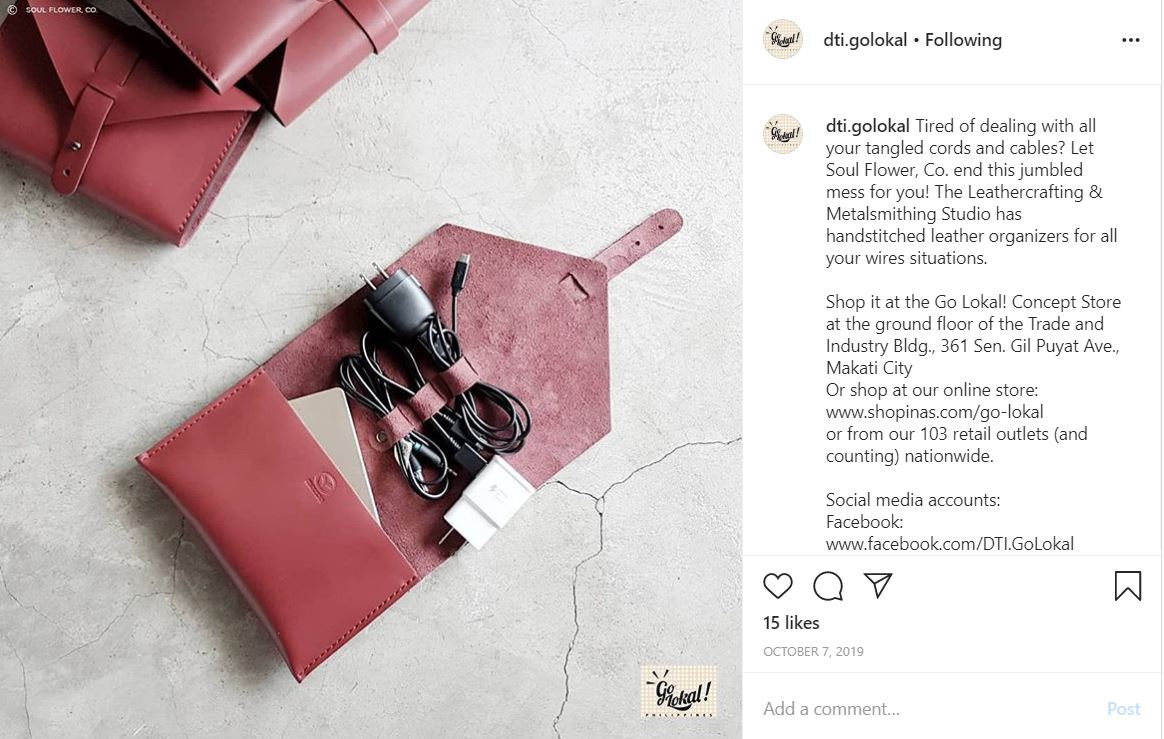 © SOUL FLOWER, CO.
Go Lokal!
PHILIPPINES
dti.golokal • Following
dti.golokal Tired of dealing with all
your tangled cords and cables? Let
Soul Flower, Co. end this jumbled
mess for you! The Leathercrafting &
Metalsmithing Studio has
handstitched leather organizers for all
your wires situations.
Shop it at the Go Lokal! Concept Store
at the ground floor of the Trade and
Industry Bldg., 361 Sen. Gil Puyat Ave.,
Makati City
Or shop at our online store:
www.shopinas.com/go-lokal
or from our 103 retail outlets (and
counting) nationwide.
Social media accounts:
Facebook:
www.facebook.com/DTI.GoLokal
15 likes
OCTOBER 7, 2019
Add a comment...
Post